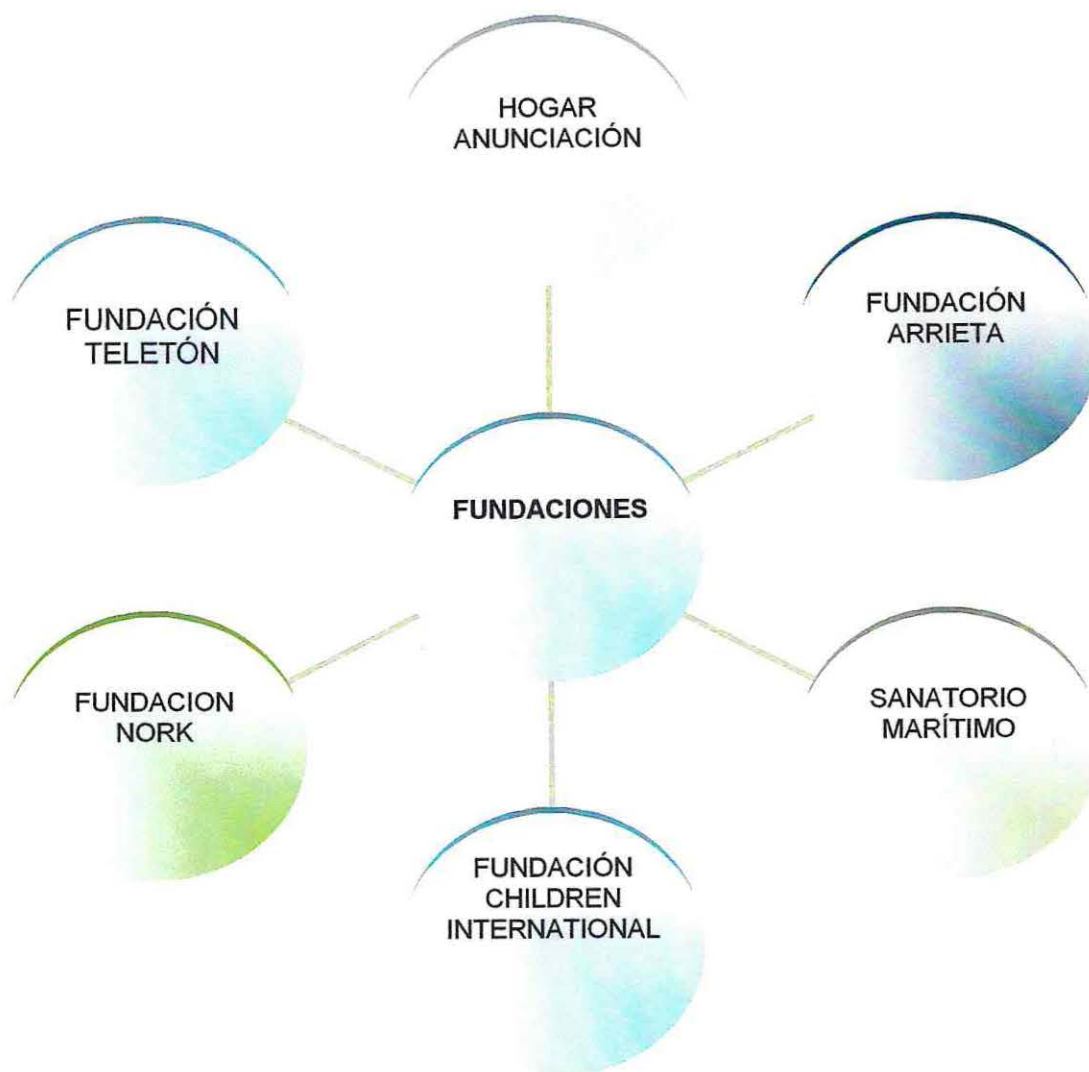 HOGAR
ANUNCIACIÓN
FUNDACIÓN
TELETÓN
FUNDACIÓN
ARRIETA
FUNDACIONES
FUNDACION
NORK
SANATORIO
MARÍTIMO
FUNDACIÓN
CHILDREN
INTERNATIONAL